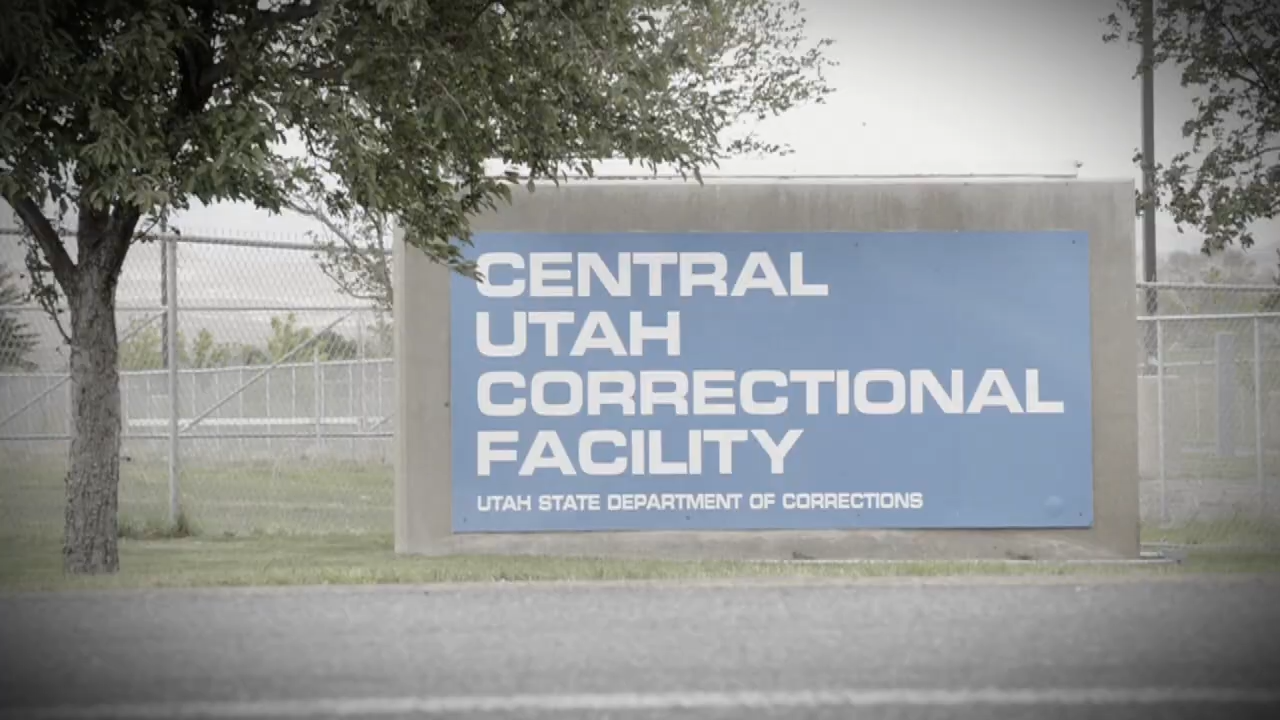 CENTRAL
UTAH
CORRECTIONAL
FACILITY
UTAH STATE DEPARTMENT OF CORRECTIONS